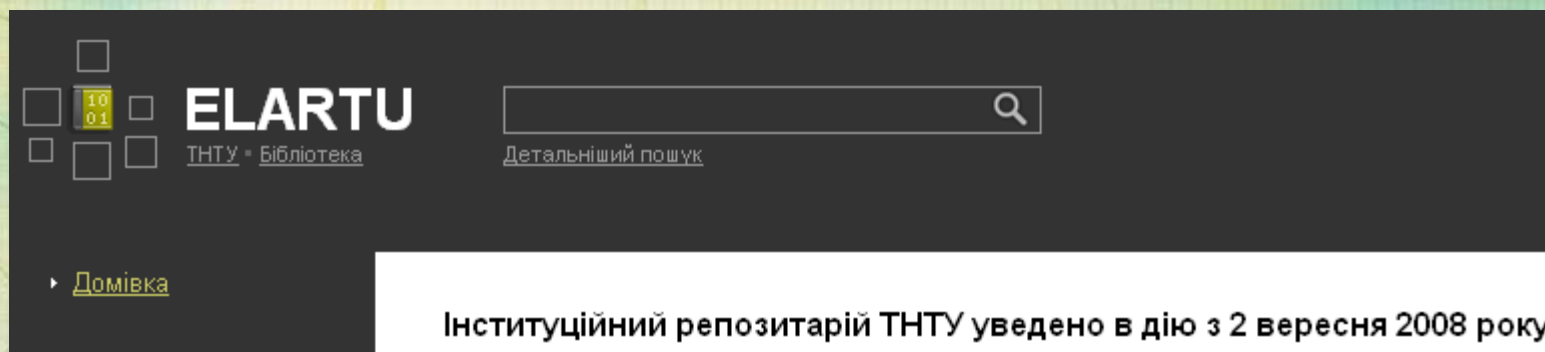 10
01
ELARTU
ТНТУ ▪ Бібліотека
Детальніший пошук
Домівка
Інституційний репозитарій ТНТУ уведено в дію з 2 вересня 2008 року